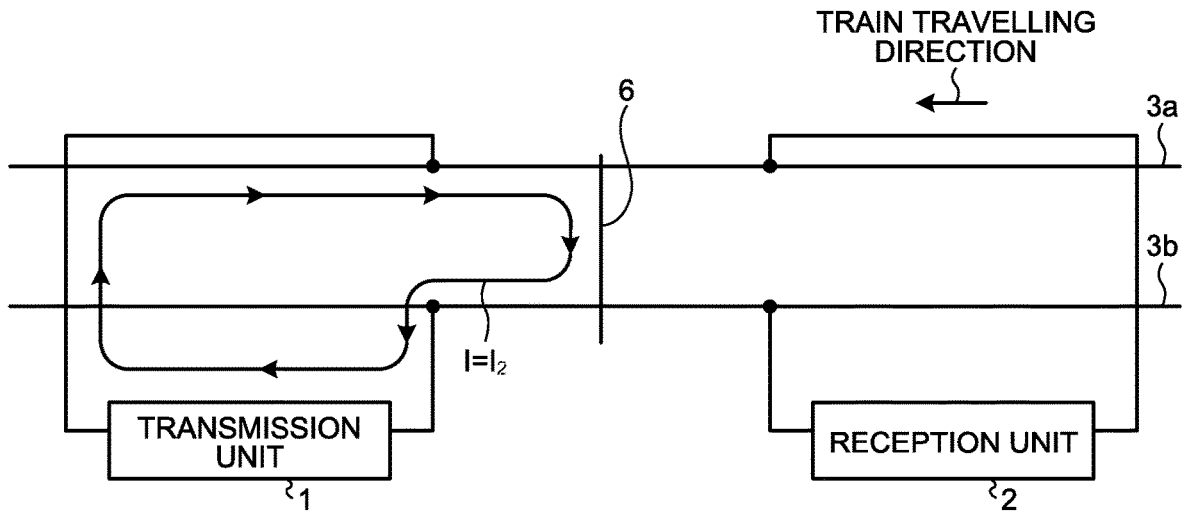 TRAIN TRAVELLING
DIRECTION
6
3a
3b
I=I₂
TRANSMISSION
UNIT
RECEPTION UNIT
1
2